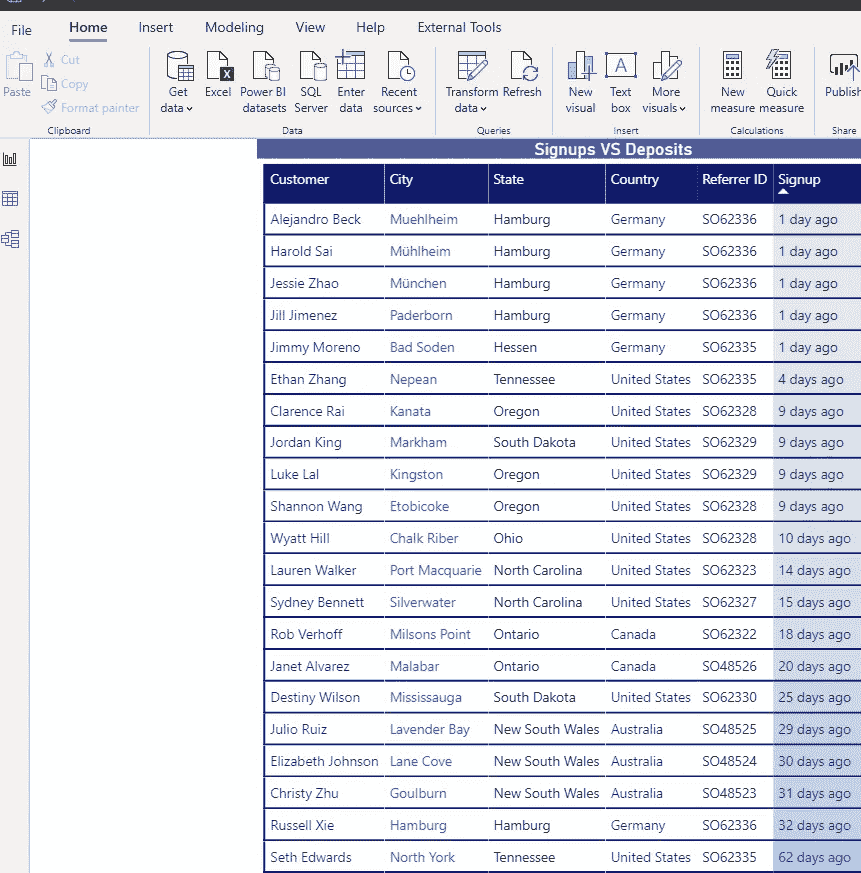 File Home Insert Modeling View Help External Tools
Paste Cut Copy Format painter
Get data Excel Power BI datasets SQL Server Enter data Recent sources Transform data Refresh New visual Text box More visuals New measure Quick measure Publish
Clipboard Data Queries Insert Calculations Share
Signups VS Deposits
Customer City State Country Referrer ID Signup
Alejandro Beck Muehlheim Hamburg Germany SO62336 1 day ago
Harold Sai Mühlheim Hamburg Germany SO62336 1 day ago
Jessie Zhao München Hamburg Germany SO62336 1 day ago
Jill Jimenez Paderborn Hamburg Germany SO62336 1 day ago
Jimmy Moreno Bad Soden Hessen Germany SO62335 1 day ago
Ethan Zhang Nepean Tennessee United States SO62335 4 days ago
Clarence Rai Kanata Oregon United States SO62328 9 days ago
Jordan King Markham South Dakota United States SO62329 9 days ago
Luke Lal Kingston Oregon United States SO62329 9 days ago
Shannon Wang Etobicoke Oregon United States SO62328 9 days ago
Wyatt Hill Chalk Riber Ohio United States SO62328 10 days ago
Lauren Walker Port Macquarie North Carolina United States SO62323 14 days ago
Sydney Bennett Silverwater North Carolina United States SO62327 15 days ago
Rob Verhoff Milsons Point Ontario Canada SO62322 18 days ago
Janet Alvarez Malabar Ontario Canada SO48526 20 days ago
Destiny Wilson Mississauga South Dakota United States SO62330 25 days ago
Julio Ruiz Lavender Bay New South Wales Australia SO48525 29 days ago
Elizabeth Johnson Lane Cove New South Wales Australia SO48524 30 days ago
Christy Zhu Goulburn New South Wales Australia SO48523 31 days ago
Russell Xie Hamburg Hamburg Germany SO62336 32 days ago
Seth Edwards North York Tennessee United States SO62335 62 days ago